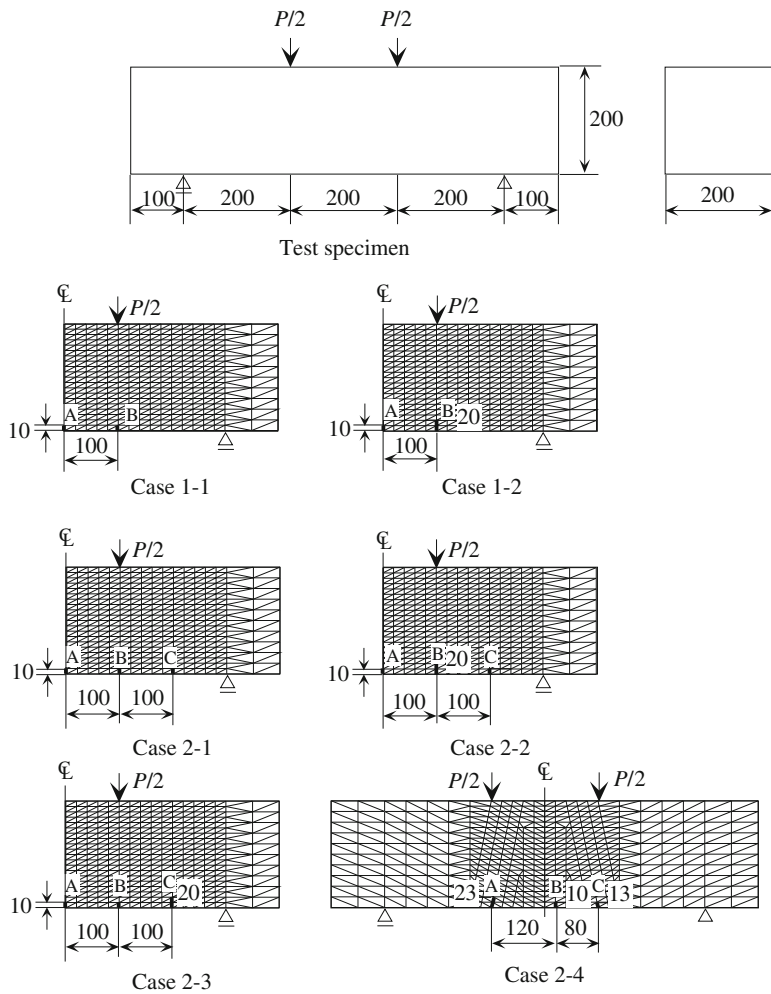 P/2 P/2
200
100 200 200 200 100 200
Test specimen
℄ ℄
P/2 P/2
A B A B 20
10 10
100 100
Case 1-1 Case 1-2
℄ ℄
P/2 P/2
A B C A B 20 C
10 10
100 100 100 100
Case 2-1 Case 2-2
℄ P/2 ℄ P/2
P/2
A B C 20 23 A B 10 C 13
10
100 100 120 80
Case 2-3 Case 2-4